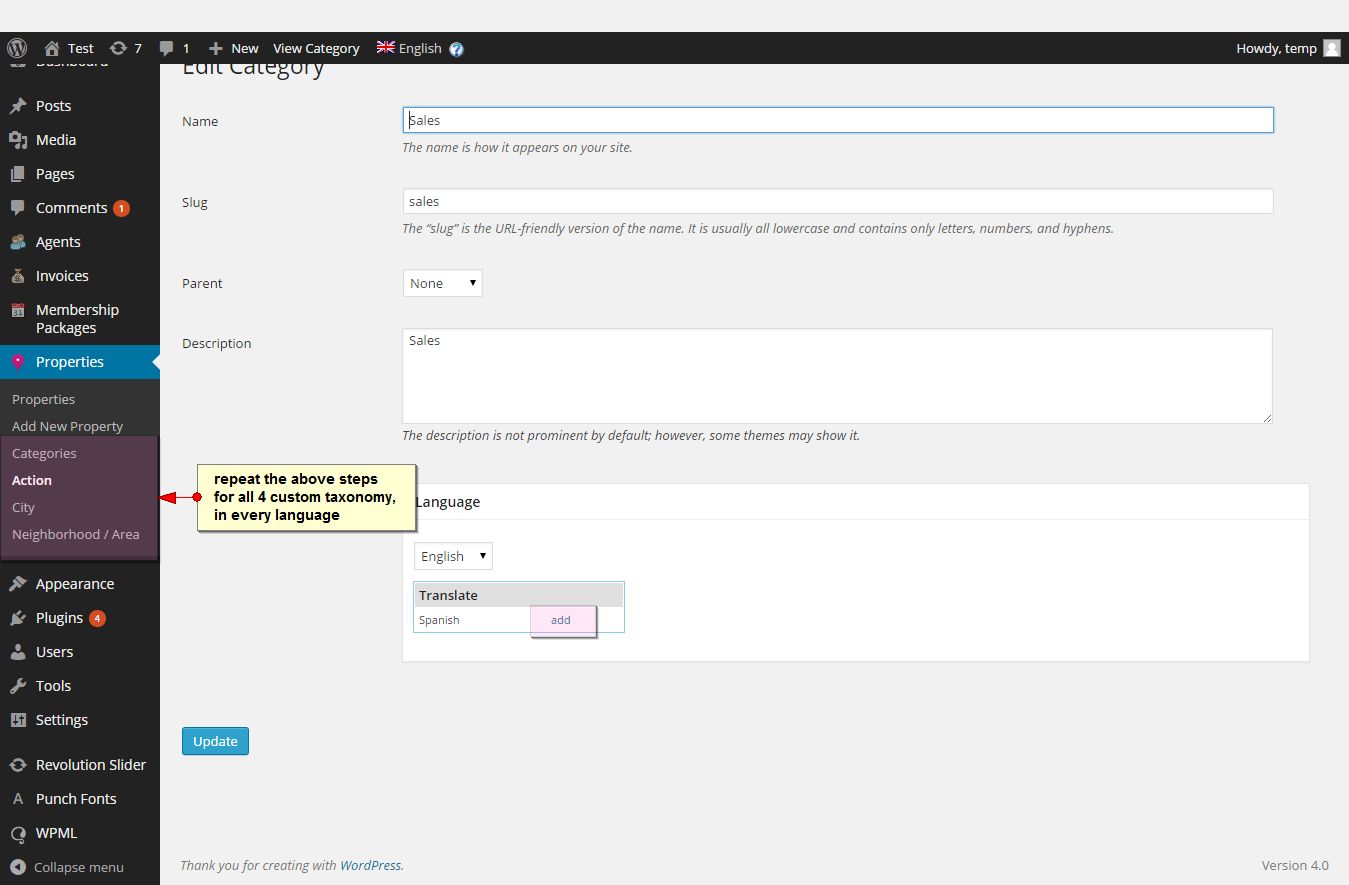 Test 7 1 New View Category English ? Howdy, temp
Dashboard
Posts
Media
Pages
Comments 1
Agents
Invoices
Membership
Packages
Properties
Properties
Add New Property
Categories
Action
City
Neighborhood / Area
Appearance
Plugins 4
Users
Tools
Settings
Revolution Slider
Punch Fonts
WPML
Collapse menu
Edit Category
Name
Sales
The name is how it appears on your site.
Slug
sales
The “slug” is the URL-friendly version of the name. It is usually all lowercase and contains only letters, numbers, and hyphens.
Parent
None
Description
Sales
The description is not prominent by default; however, some themes may show it.
repeat the above steps
for all 4 custom taxonomy,
in every language
Language
English
Translate
Spanish add
Update
Thank you for creating with WordPress.
Version 4.0